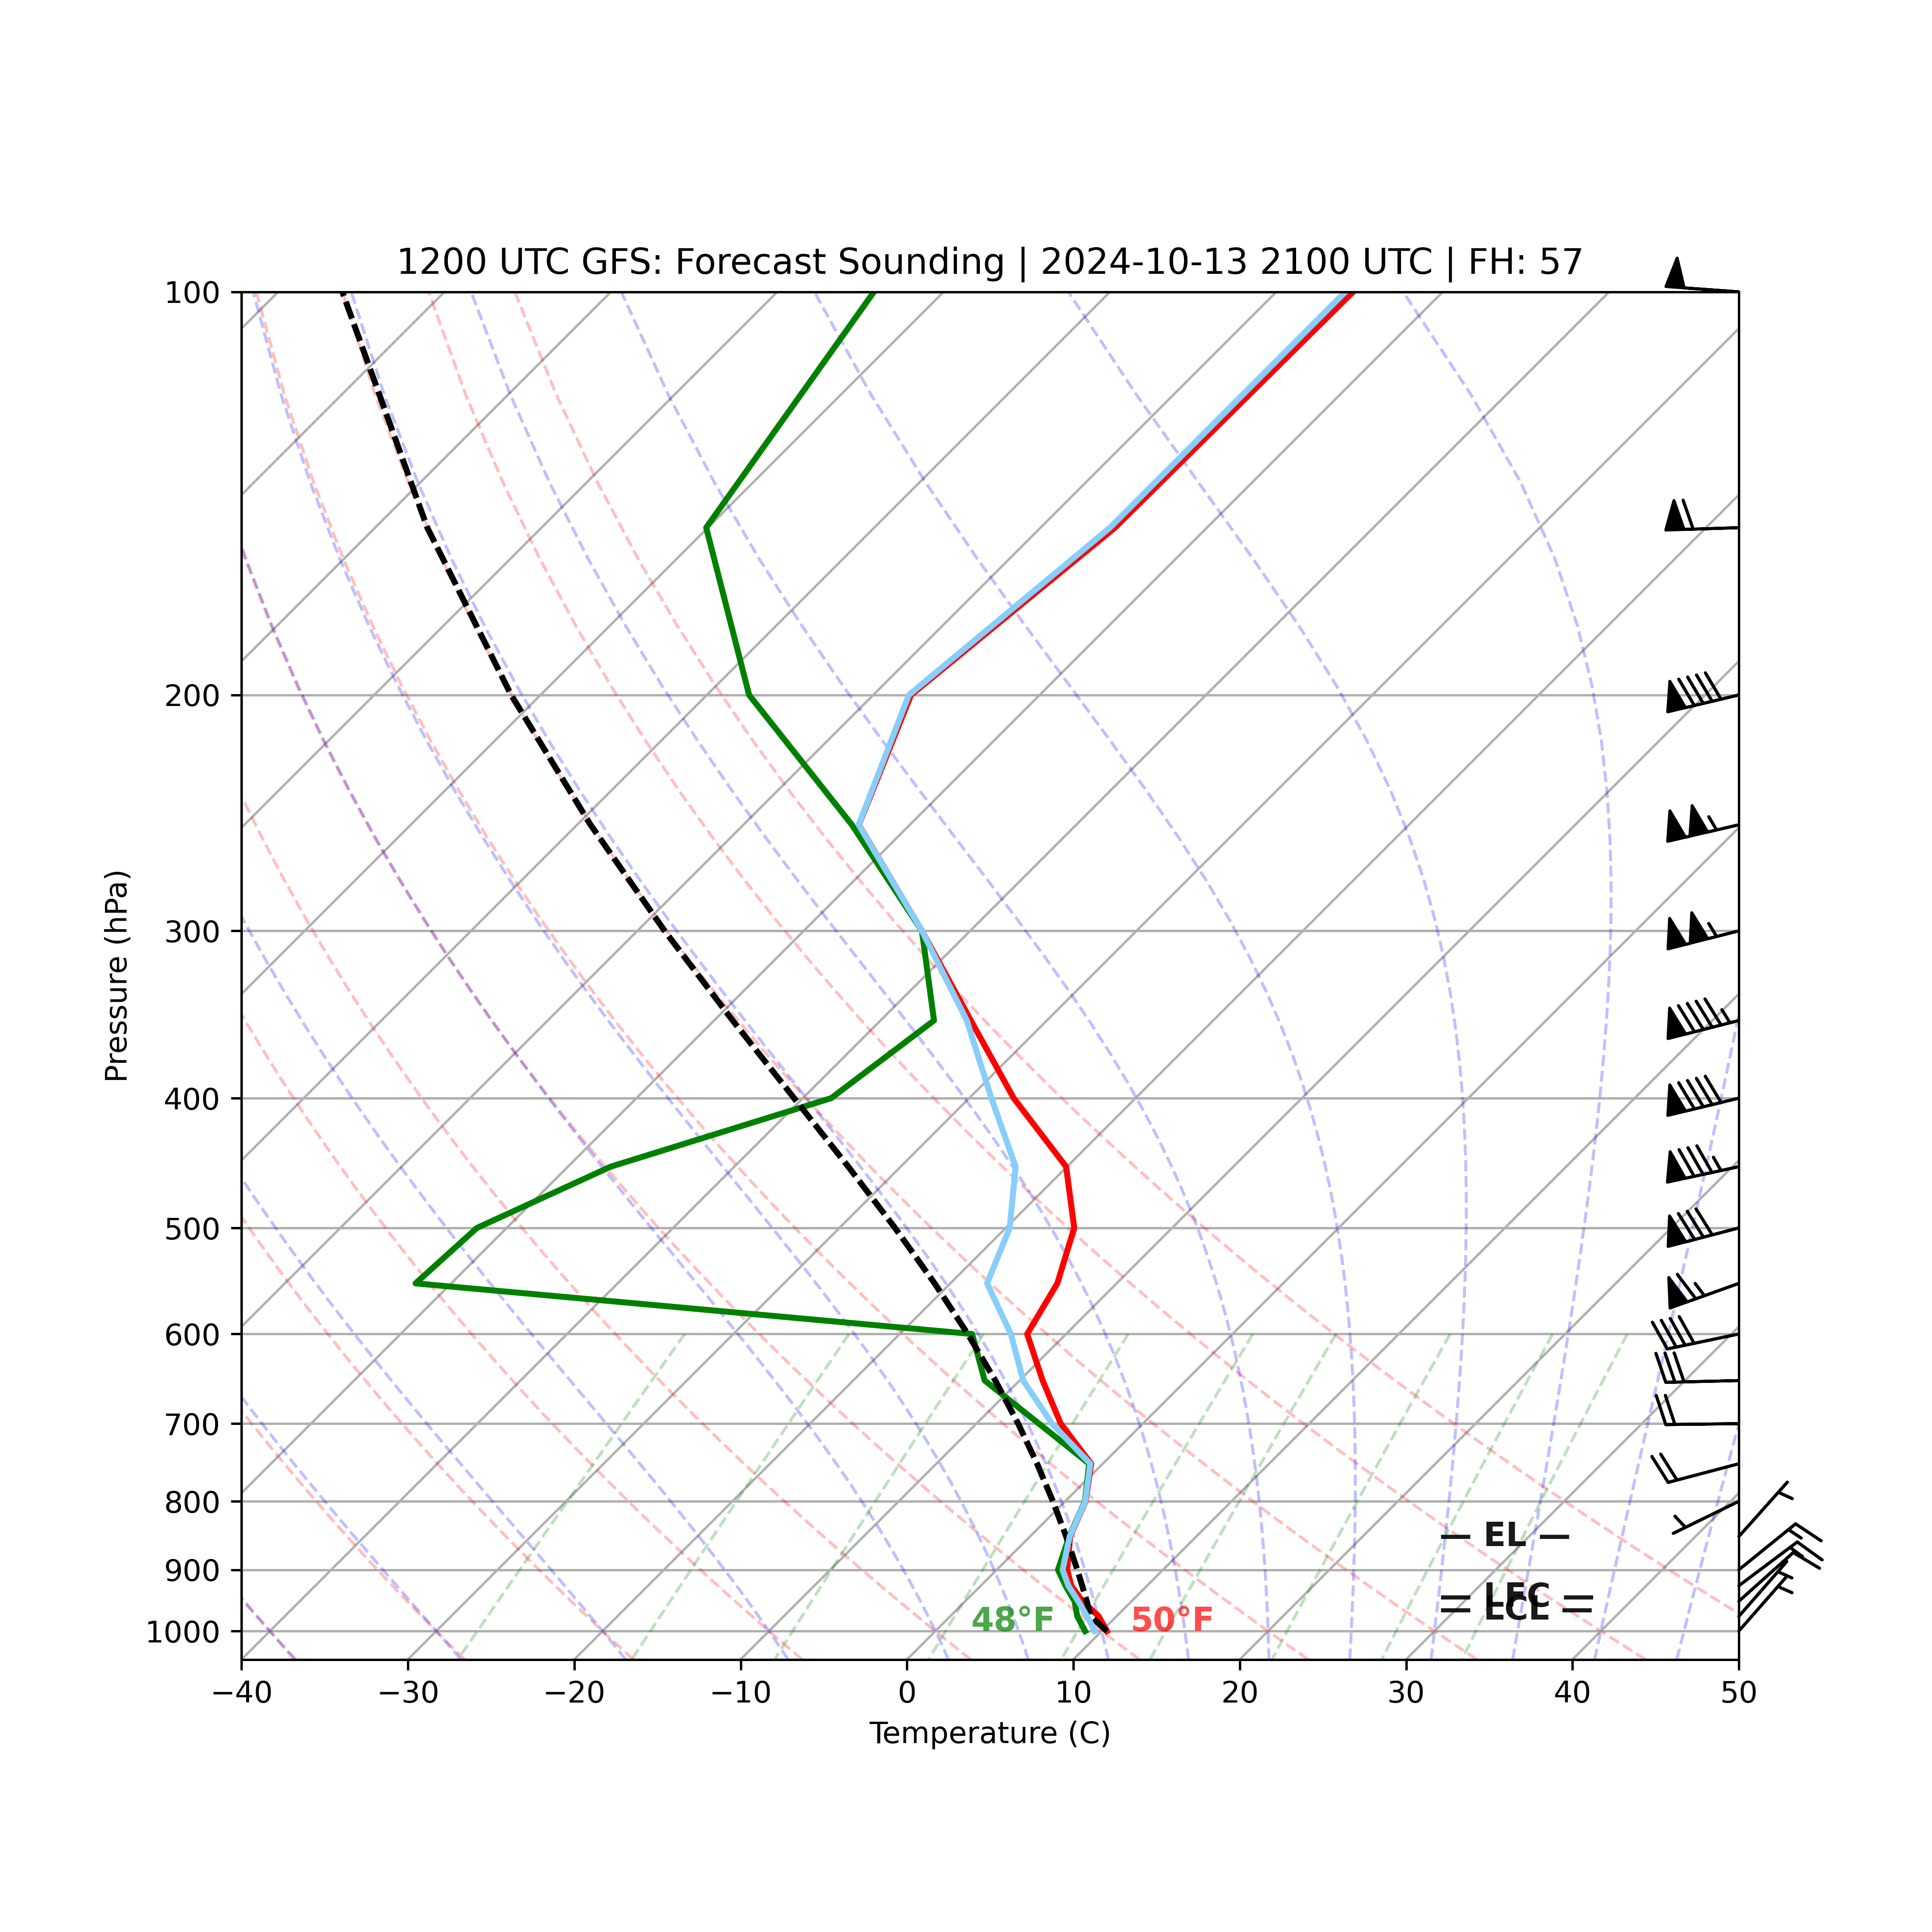 1200 UTC GFS: Forecast Sounding | 2024-10-13 2100 UTC | FH: 57
100
200
300
400
500
600
700
800
900
1000
Pressure (hPa)
— EL —
— LFC —
— LCL —
48°F 50°F
−40 −30 −20 −10 0 10 20 30 40 50
Temperature (C)